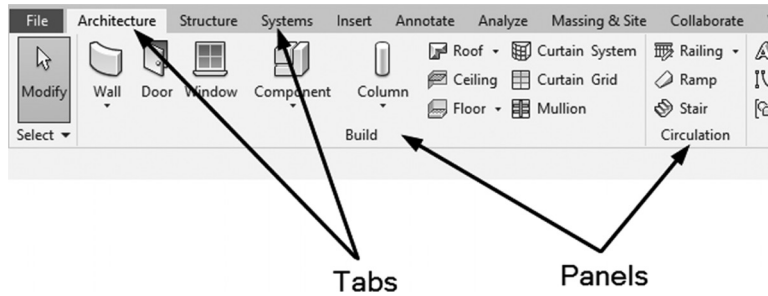 File Architecture Structure Systems Insert Annotate Analyze Massing & Site Collaborate
Modify
Wall
Door
Window
Component
Column
Roof
Ceiling
Floor
Curtain System
Curtain Grid
Mullion
Railing
Ramp
Stair
Select
Build
Circulation
Tabs
Panels